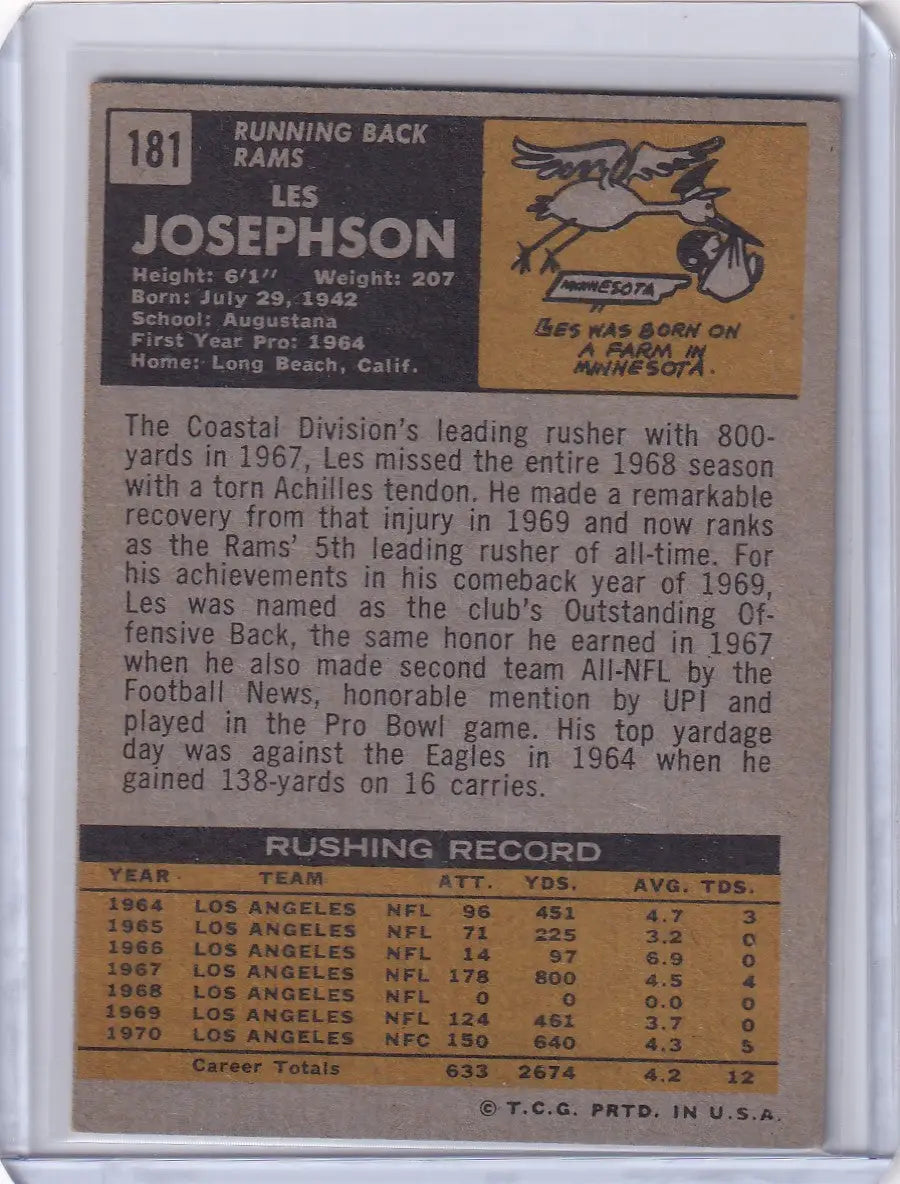 181
RUNNING BACK
RAMS
LES
JOSEPHSON
Height: 6'1" Weight: 207
Born: July 29, 1942
School: Augustana
First Year Pro: 1964
Home: Long Beach, Calif.
MINNESOTA
LES WAS BORN ON
A FARM IN
MINNESOTA.
The Coastal Division's leading rusher with 800-
yards in 1967, Les missed the entire 1968 season
with a torn Achilles tendon. He made a remarkable
recovery from that injury in 1969 and now ranks
as the Rams' 5th leading rusher of all-time. For
his achievements in his comeback year of 1969,
Les was named as the club's Outstanding Of-
fensive Back, the same honor he earned in 1967
when he also made second team All-NFL by the
Football News, honorable mention by UPI and
played in the Pro Bowl game. His top yardage
day was against the Eagles in 1964 when he
gained 138-yards on 16 carries.
RUSHING RECORD
YEAR TEAM ATT. YDS. AVG. TDS.
1964 LOS ANGELES NFL 96 451 4.7 3
1965 LOS ANGELES NFL 71 225 3.2 0
1966 LOS ANGELES NFL 14 97 6.9 0
1967 LOS ANGELES NFL 178 800 4.5 4
1968 LOS ANGELES NFL 0 0 0.0 0
1969 LOS ANGELES NFL 124 461 3.7 0
1970 LOS ANGELES NFC 150 640 4.3 5
Career Totals 633 2674 4.2 12
© T.C.G. PRTD. IN U.S.A.